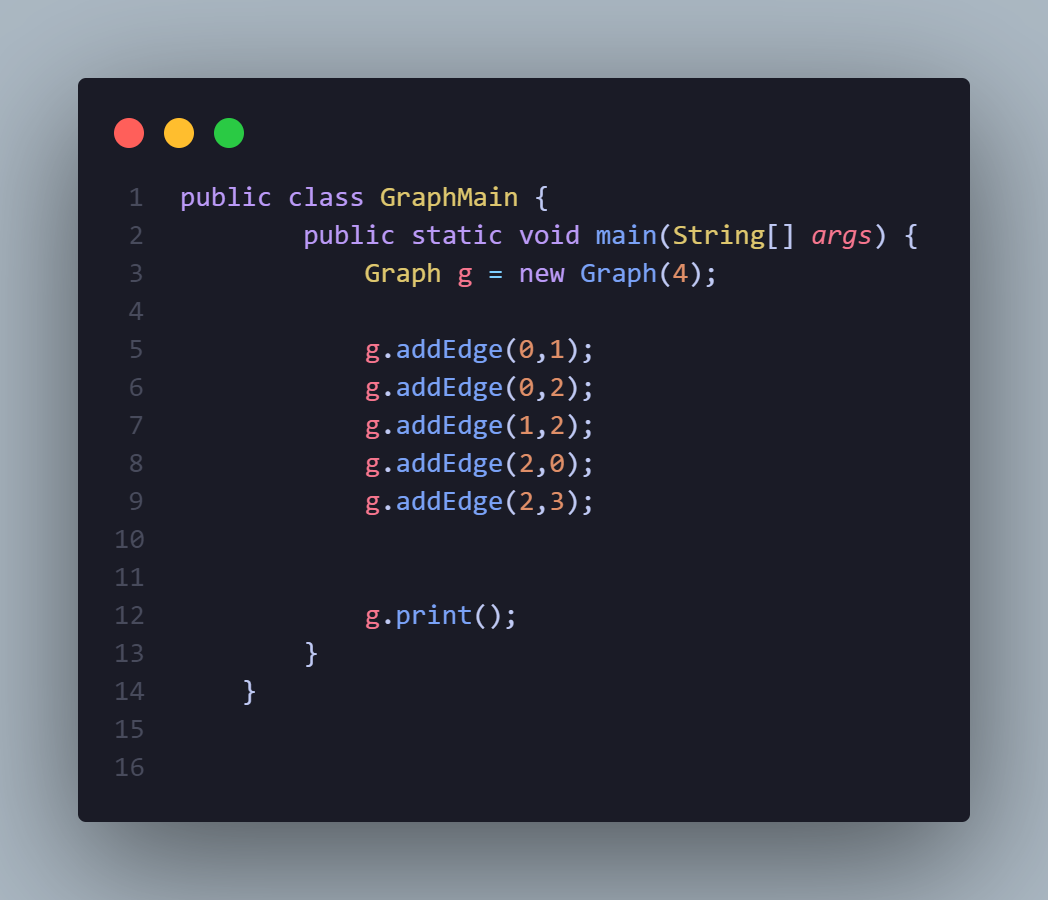 1 public class GraphMain {
2         public static void main(String[] args) {
3             Graph g = new Graph(4);
4
5             g.addEdge(0,1);
6             g.addEdge(0,2);
7             g.addEdge(1,2);
8             g.addEdge(2,0);
9             g.addEdge(2,3);
10
11
12             g.print();
13         }
14     }
15
16